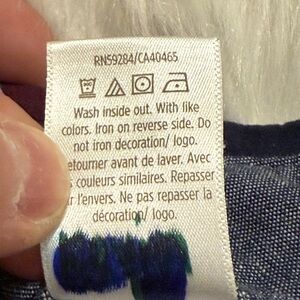 RN59284/CA40465
Wash inside out. With like
colors. Iron on reverse side. Do
not iron decoration/ logo.
etourner avant de laver. Avec
couleurs similaires. Repasser
l'envers. Ne pas repasser la
décoration/ logo.